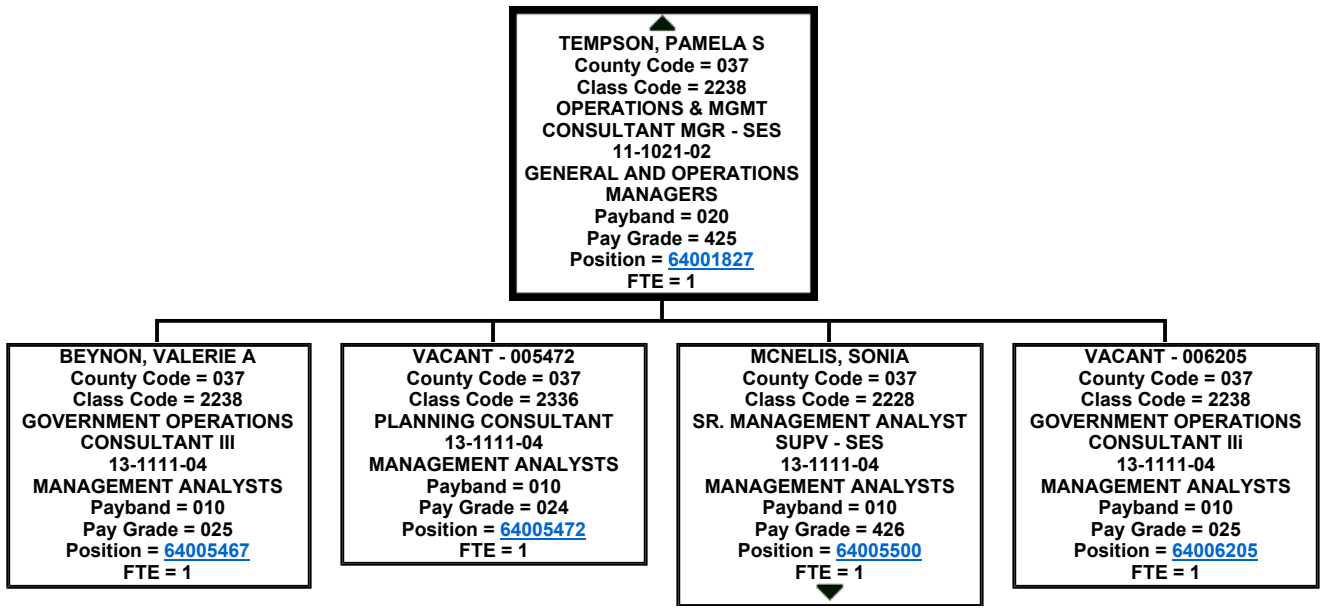 TEMPSON, PAMELA S
County Code = 037
Class Code = 2238
OPERATIONS & MGMT
CONSULTANT MGR - SES
11-1021-02
GENERAL AND OPERATIONS
MANAGERS
Payband = 020
Pay Grade = 425
Position = 64001827
FTE = 1
BEYNON, VALERIE A
County Code = 037
Class Code = 2238
GOVERNMENT OPERATIONS
CONSULTANT III
13-1111-04
MANAGEMENT ANALYSTS
Payband = 010
Pay Grade = 025
Position = 64005467
FTE = 1
VACANT - 005472
County Code = 037
Class Code = 2336
PLANNING CONSULTANT
13-1111-04
MANAGEMENT ANALYSTS
Payband = 010
Pay Grade = 024
Position = 64005472
FTE = 1
MCNELIS, SONIA
County Code = 037
Class Code = 2228
SR. MANAGEMENT ANALYST
SUPV - SES
13-1111-04
MANAGEMENT ANALYSTS
Payband = 010
Pay Grade = 426
Position = 64005500
FTE = 1
VACANT - 006205
County Code = 037
Class Code = 2238
GOVERNMENT OPERATIONS
CONSULTANT IIi
13-1111-04
MANAGEMENT ANALYSTS
Payband = 010
Pay Grade = 025
Position = 64006205
FTE = 1